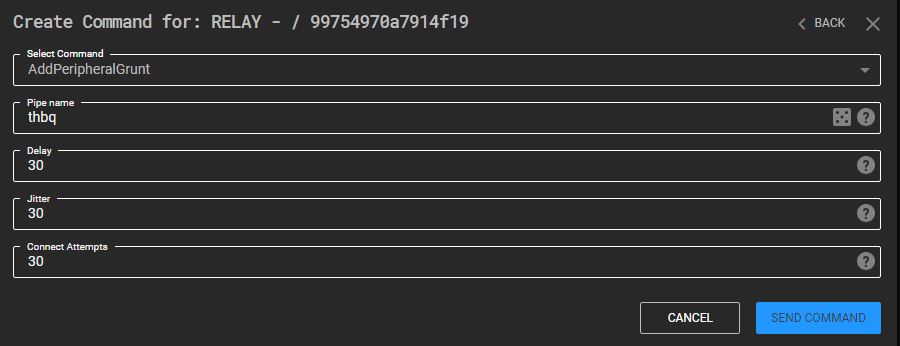 Create Command for: RELAY - / 99754970a7914f19
BACK
Select Command
AddPeripheralGrunt
Pipe name
thbq
?
Delay
30
?
Jitter
30
?
Connect Attempts
30
?
CANCEL
SEND COMMAND